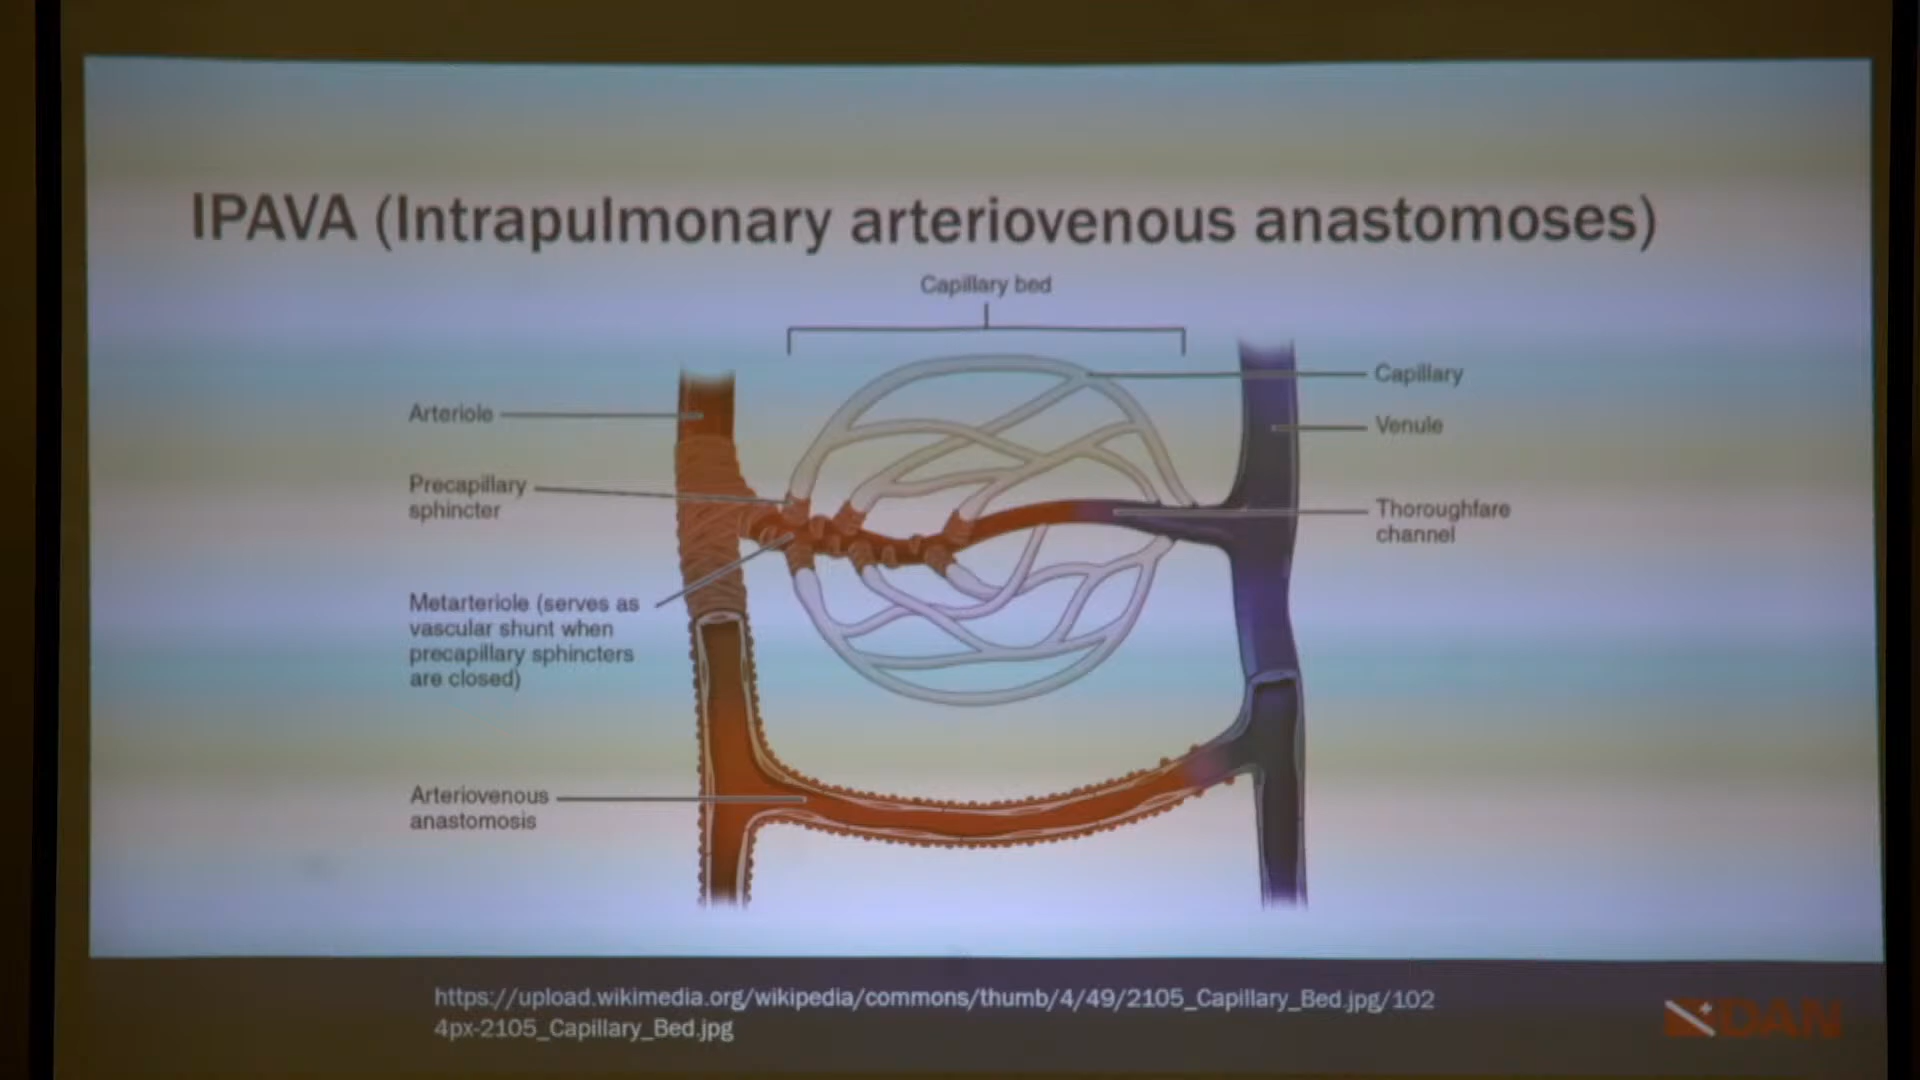 IPAVA (Intrapulmonary arteriovenous anastomoses)
Capillary bed
Arteriole
Precapillary
sphincter
Metarteriole (serves as
vascular shunt when
precapillary sphincters
are closed)
Arteriovenous
anastomosis
Capillary
Venule
Thoroughfare
channel
https://upload.wikimedia.org/wikipedia/commons/thumb/4/49/2105_Capillary_Bed.jpg/102
4px-2105_Capillary_Bed.jpg
DAN